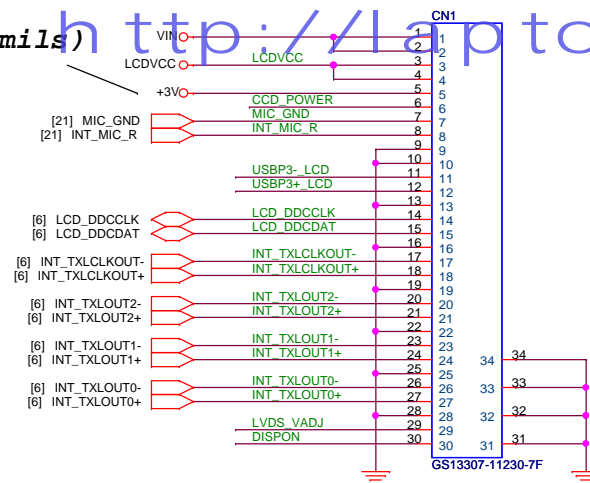 http://laptc
mils)
CN1
VIN 1 1
2 2
LCDVCC LCDVCC 3 3
4 4
+3V 5 5
CCD_POWER 6 6
[21] MIC_GND MIC_GND 7 7
[21] INT_MIC_R INT_MIC_R 8 8
9 9
10 10
USBP3-_LCD 11 11
USBP3+_LCD 12 12
13 13
[6] LCD_DDCCLK LCD_DDCCLK 14 14
[6] LCD_DDCDAT LCD_DDCDAT 15 15
16 16
[6] INT_TXLCLKOUT- INT_TXLCLKOUT- 17 17
[6] INT_TXLCLKOUT+ INT_TXLCLKOUT+ 18 18
19 19
[6] INT_TXLOUT2- INT_TXLOUT2- 20 20
[6] INT_TXLOUT2+ INT_TXLOUT2+ 21 21
22 22
[6] INT_TXLOUT1- INT_TXLOUT1- 23 23
[6] INT_TXLOUT1+ INT_TXLOUT1+ 24 24 34 34
25 25
[6] INT_TXLOUT0- INT_TXLOUT0- 26 26 33 33
[6] INT_TXLOUT0+ INT_TXLOUT0+ 27 27
28 28 32 32
LVDS_VADJ 29 29
DISPON 30 30 31 31
GS13307-11230-7F